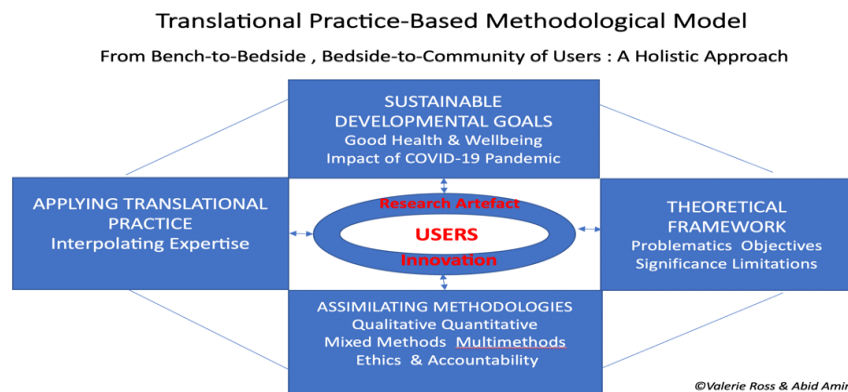 Translational Practice-Based Methodological Model
From Bench-to-Bedside , Bedside-to-Community of Users : A Holistic Approach
SUSTAINABLE
DEVELOPMENTAL GOALS
Good Health & Wellbeing
Impact of COVID-19 Pandemic
APPLYING TRANSLATIONAL
PRACTICE
Interpolating Expertise
Research Artefact
USERS
Innovation
THEORETICAL
FRAMEWORK
Problematics Objectives
Significance Limitations
ASSIMILATING METHODOLOGIES
Qualitative Quantitative
Mixed Methods Multimethods
Ethics & Accountability
©Valerie Ross & Abid Amir